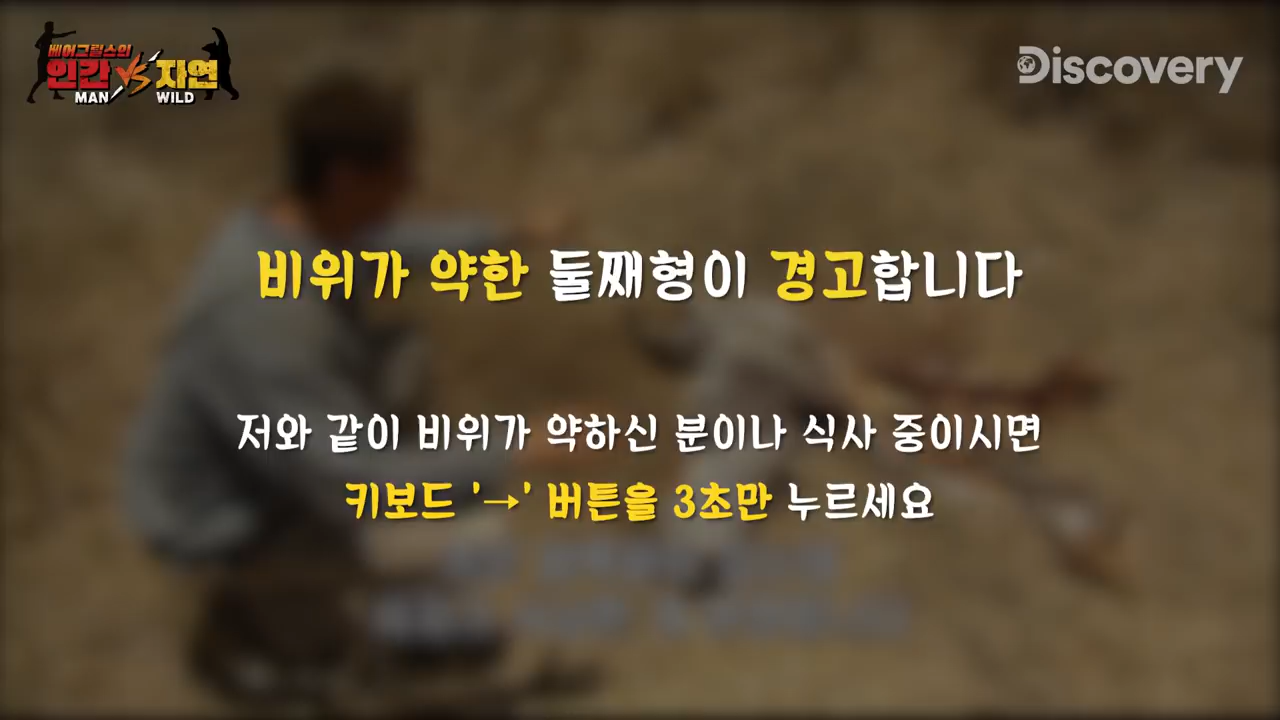 베어그릴스의
인간 VS 자연
MAN WILD
Discovery
비위가 약한 둘째형이 경고합니다
저와 같이 비위가 약하신 분이나 식사 중이시면
키보드 '→' 버튼을 3초만 누르세요